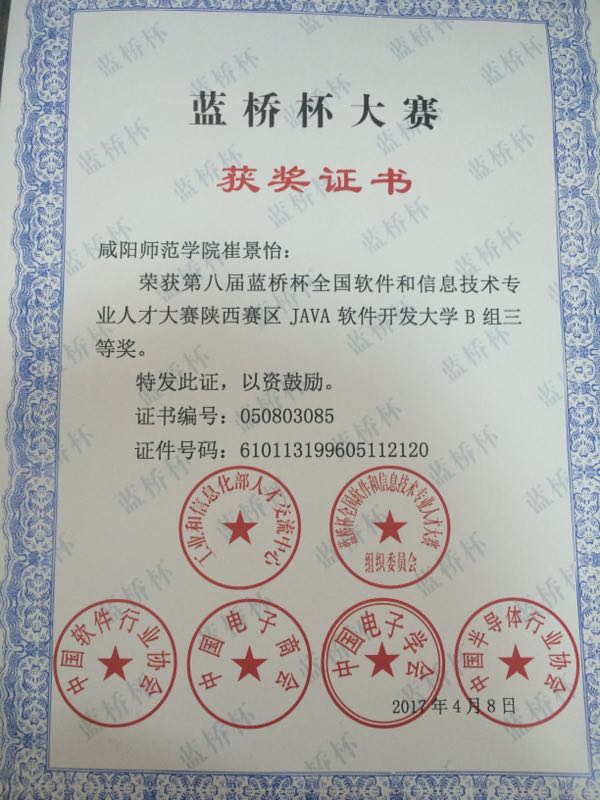 蓝桥杯大赛
获奖证书
咸阳师范学院崔景怡：
荣获第八届蓝桥杯全国软件和信息技术专
业人才大赛陕西赛区 JAVA 软件开发大学 B 组三
等奖。
特发此证，以资鼓励。
证书编号：050803085
证件号码：610113199605112120
工业和信息化部人才交流中心
蓝桥杯全国软件和信息技术专业人才大赛
组织委员会
中国软件行业协会
中国电子商会
中国电子学会
中国半导体行业协会
2017年4月8日